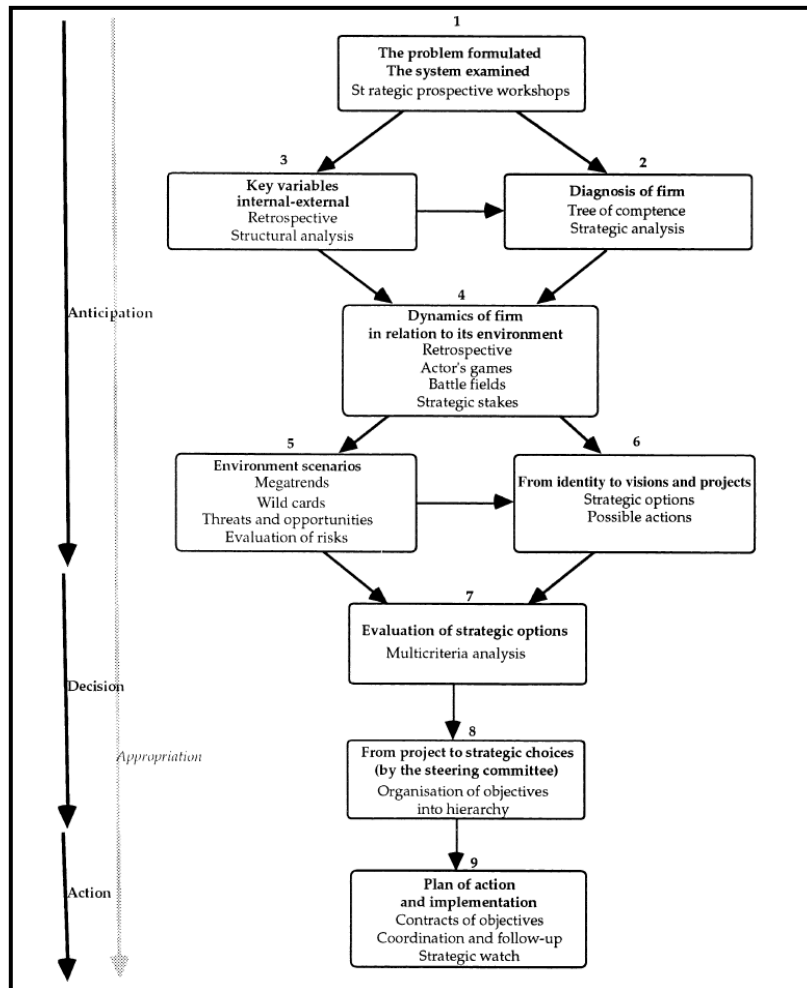 1
The problem formulated
The system examined
St rategic prospective workshops
3
Key variables
internal-external
Retrospective
Structural analysis
2
Diagnosis of firm
Tree of comptence
Strategic analysis
4
Dynamics of firm
in relation to its environment
Retrospective
Actor's games
Battle fields
Strategic stakes
Anticipation
5
Environment scenarios
Megatrends
Wild cards
Threats and opportunities
Evaluation of risks
6
From identity to visions and projects
Strategic options
Possible actions
7
Evaluation of strategic options
Multicriteria analysis
Decision
Appropriation
8
From project to strategic choices
(by the steering committee)
Organisation of objectives
into hierarchy
9
Plan of action
and implementation
Contracts of objectives
Coordination and follow-up
Strategic watch
Action